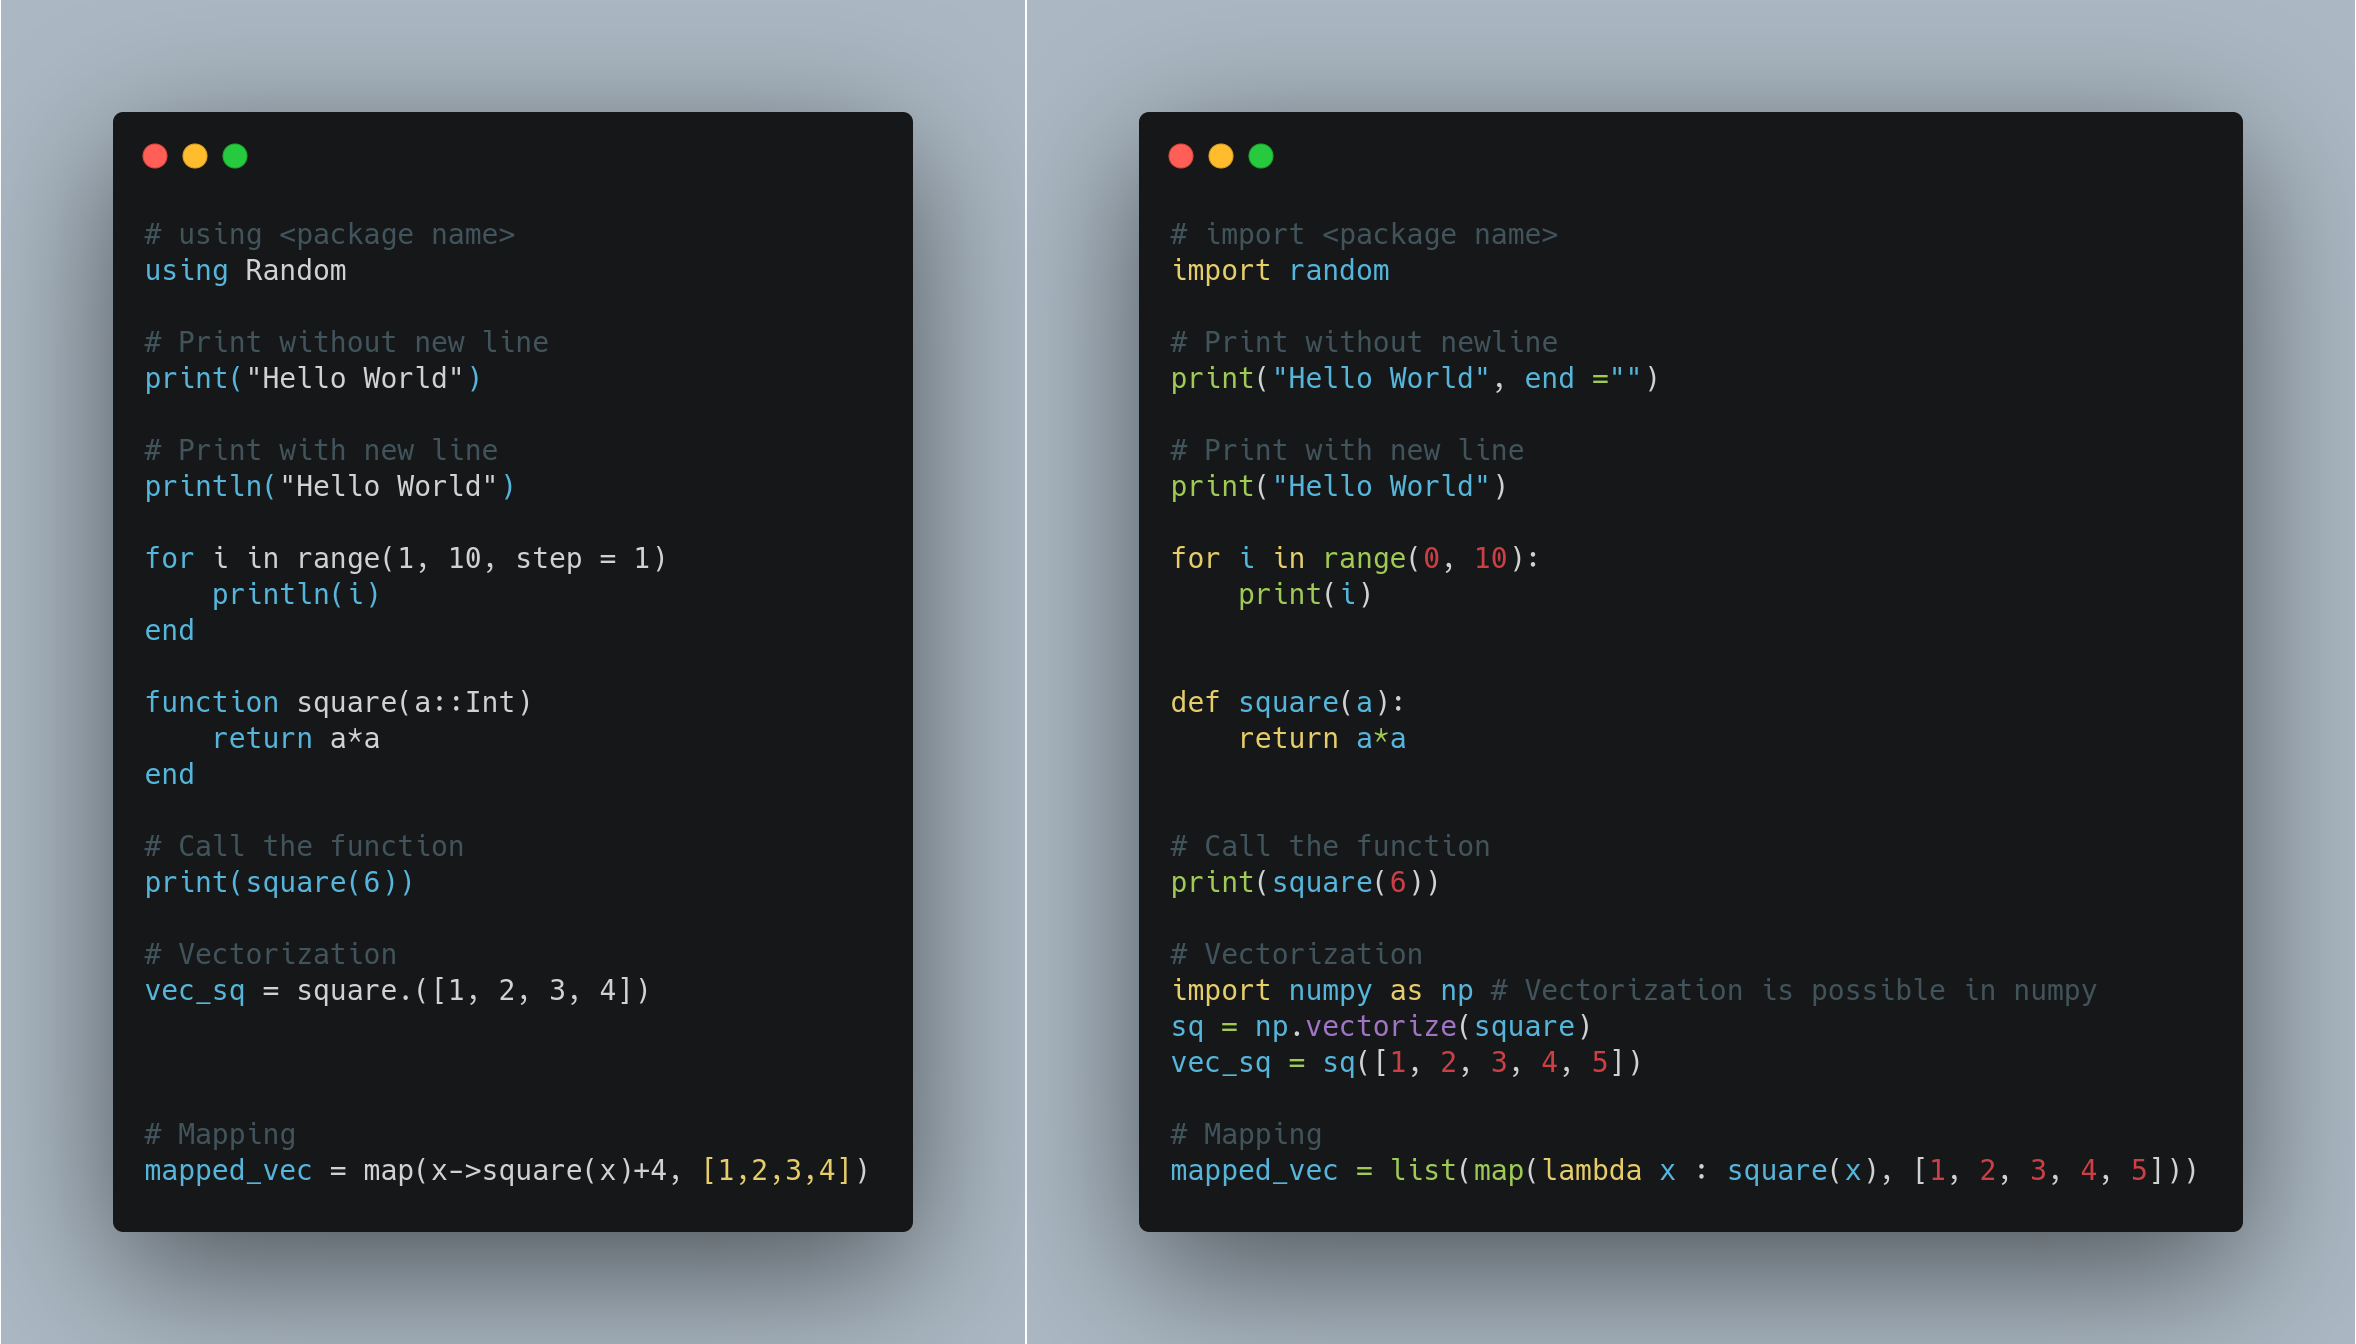 # using <package name>
using Random
# Print without new line
print("Hello World")
# Print with new line
println("Hello World")
for i in range(1, 10, step = 1)
    println(i)
end
function square(a::Int)
    return a*a
end
# Call the function
print(square(6))
# Vectorization
vec_sq = square.([1, 2, 3, 4])
# Mapping
mapped_vec = map(x->square(x)+4, [1,2,3,4])
# import <package name>
import random
# Print without newline
print("Hello World", end ="")
# Print with new line
print("Hello World")
for i in range(0, 10):
    print(i)
def square(a):
    return a*a
# Call the function
print(square(6))
# Vectorization
import numpy as np # Vectorization is possible in numpy
sq = np.vectorize(square)
vec_sq = sq([1, 2, 3, 4, 5])
# Mapping
mapped_vec = list(map(lambda x : square(x), [1, 2, 3, 4, 5]))